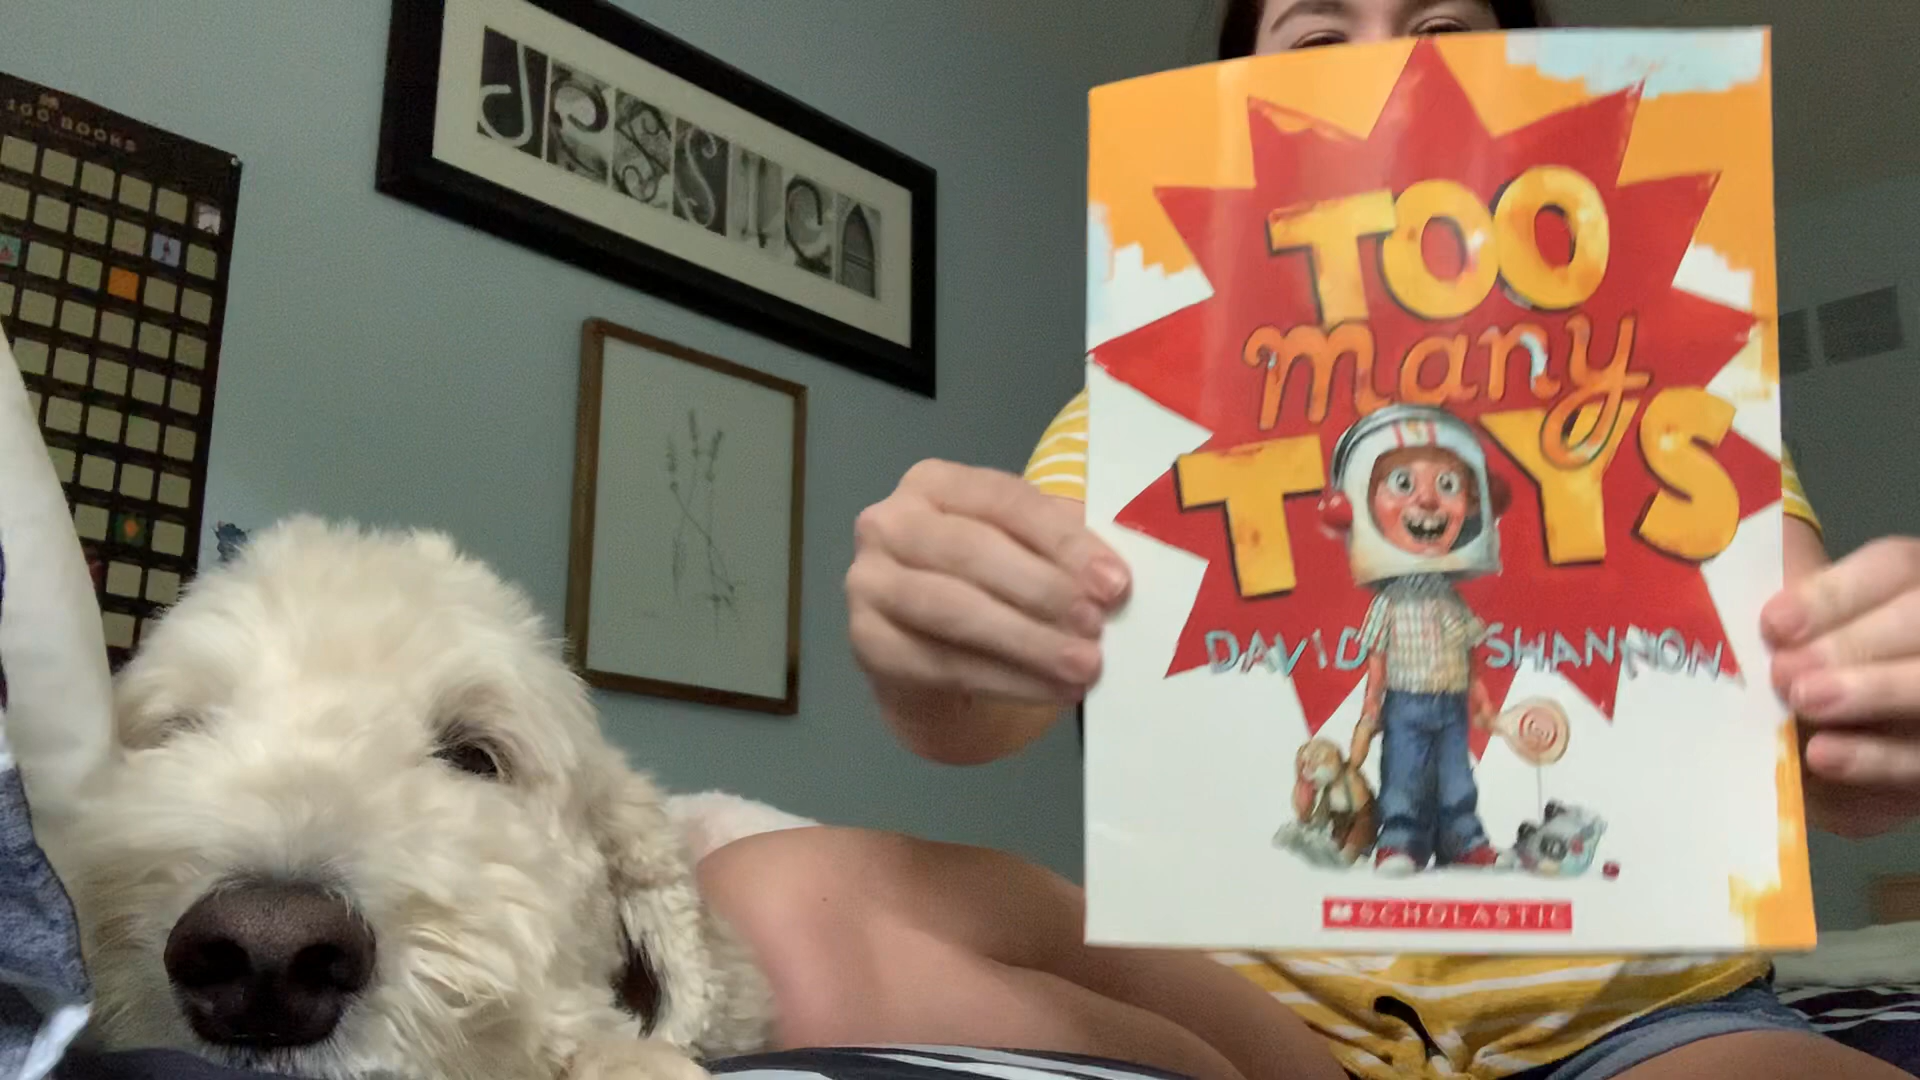 100 BOOKS
JESSICA
TOO
many
TOYS
DAVID SHANNON
SCHOLASTIC